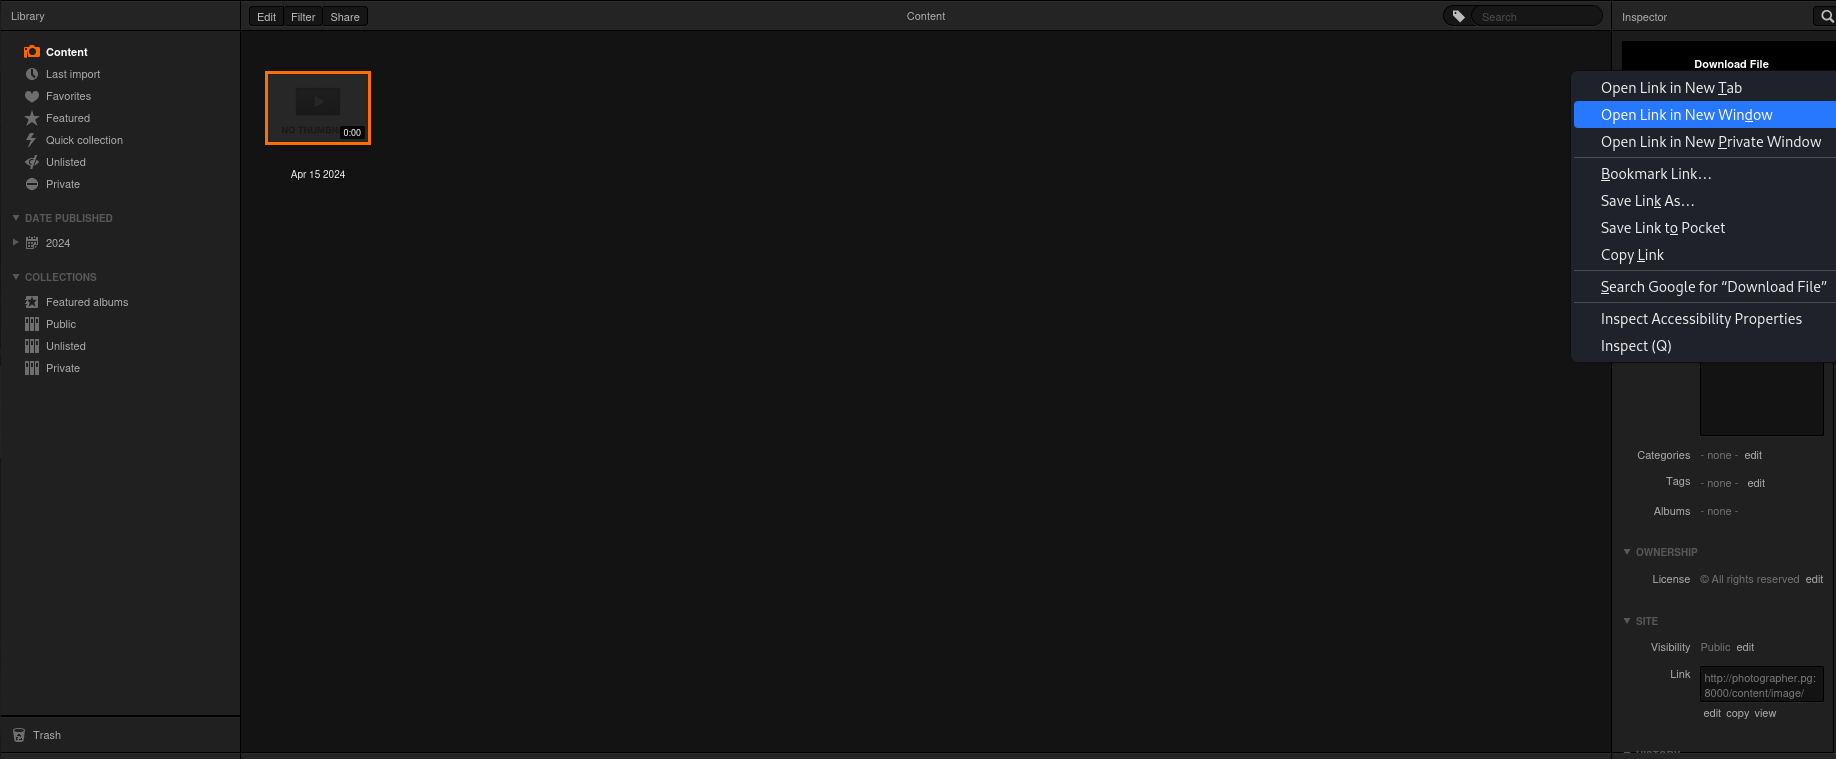 Library
Content
Last import
Favorites
Featured
Quick collection
Unlisted
Private
DATE PUBLISHED
2024
COLLECTIONS
Featured albums
Public
Unlisted
Private
Trash
Edit Filter Share
Content
Search
NO THUMB
0:00
Apr 15 2024
Inspector
Download File
Open Link in New Tab
Open Link in New Window
Open Link in New Private Window
Bookmark Link…
Save Link As…
Save Link to Pocket
Copy Link
Search Google for “Download File”
Inspect Accessibility Properties
Inspect (Q)
Categories - none - edit
Tags - none - edit
Albums - none -
OWNERSHIP
License © All rights reserved edit
SITE
Visibility Public edit
Link http://photographer.pg:
8000/content/image/
edit copy view
HISTORY